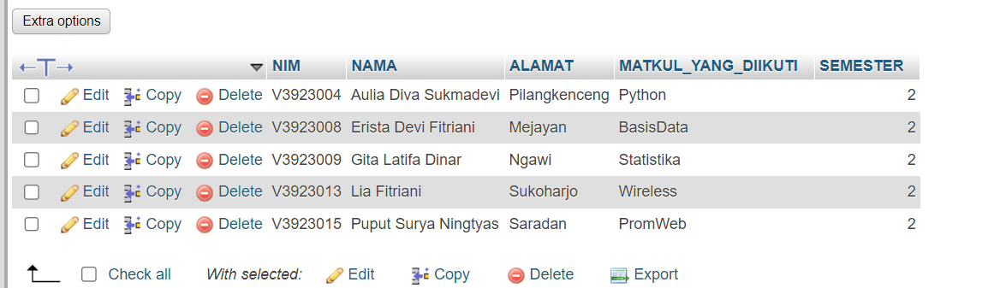 Extra options
NIM NAMA ALAMAT MATKUL_YANG_DIIKUTI SEMESTER
Edit Copy Delete V3923004 Aulia Diva Sukmadevi Pilangkenceng Python 2
Edit Copy Delete V3923008 Erista Devi Fitriani Mejayan BasisData 2
Edit Copy Delete V3923009 Gita Latifa Dinar Ngawi Statistika 2
Edit Copy Delete V3923013 Lia Fitriani Sukoharjo Wireless 2
Edit Copy Delete V3923015 Puput Surya Ningtyas Saradan PromWeb 2
Check all With selected: Edit Copy Delete Export